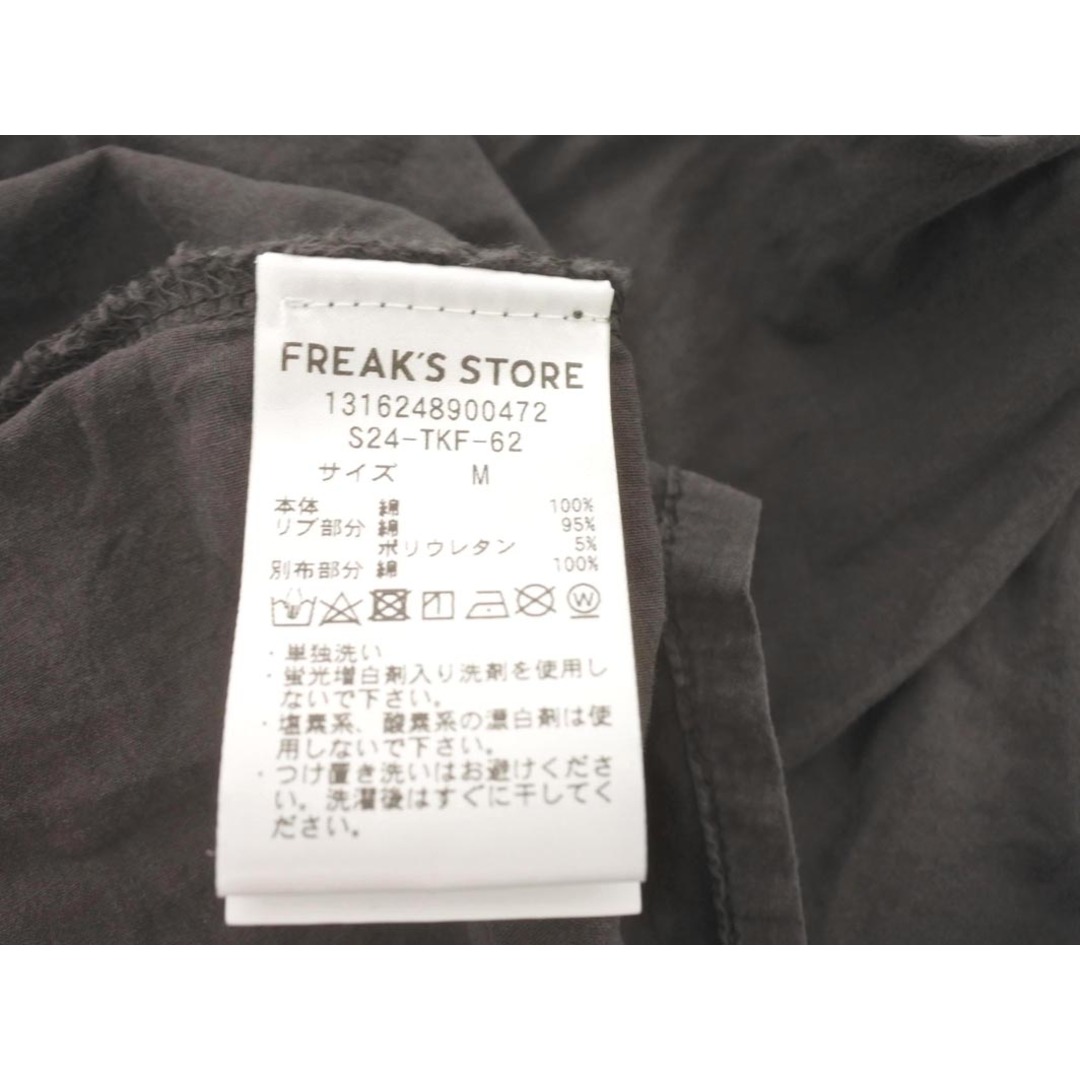 FREAK'S STORE
1316248900472
S24-TKF-62
サイズ M
本体 綿 100%
リブ部分 綿 95%
ポリウレタン 5%
別布部分 綿 100%
W
・単独洗い
・蛍光増白剤入り洗剤を使用し
ないで下さい。
・塩素系、酸素系の漂白剤は使
用しないで下さい。
・つけ置き洗いはお避けくださ
い。洗濯後はすぐに干してく
ださい。